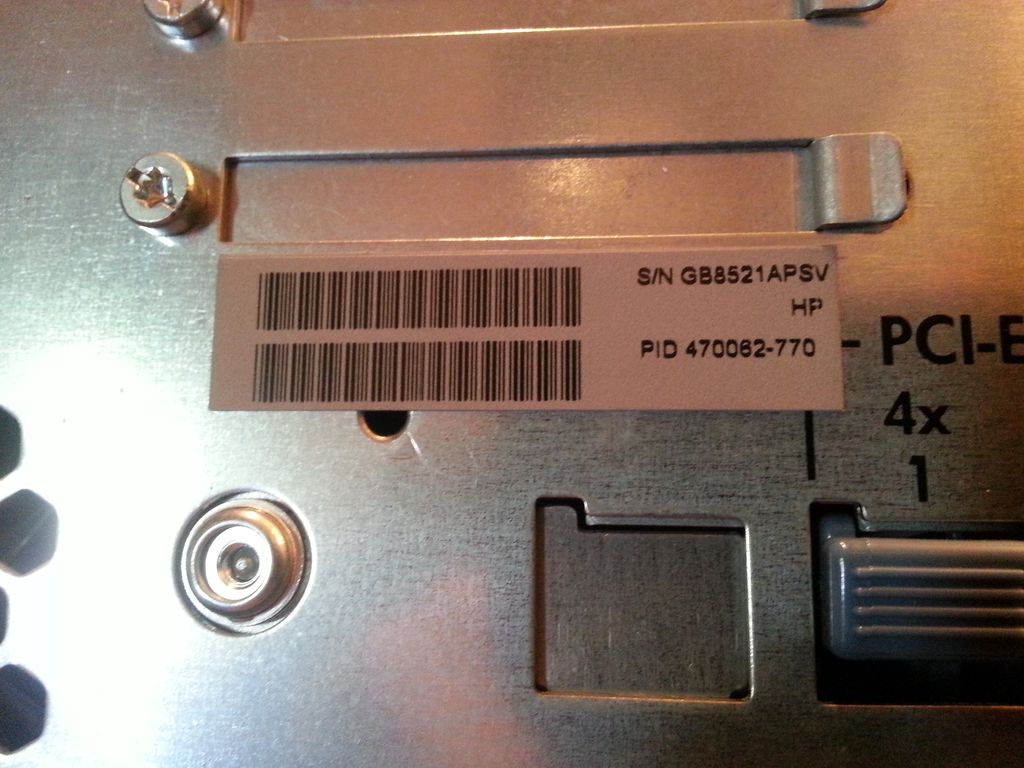 S/N GB8521APSV
HP
PID 470062-770
PCI-E
4x
1